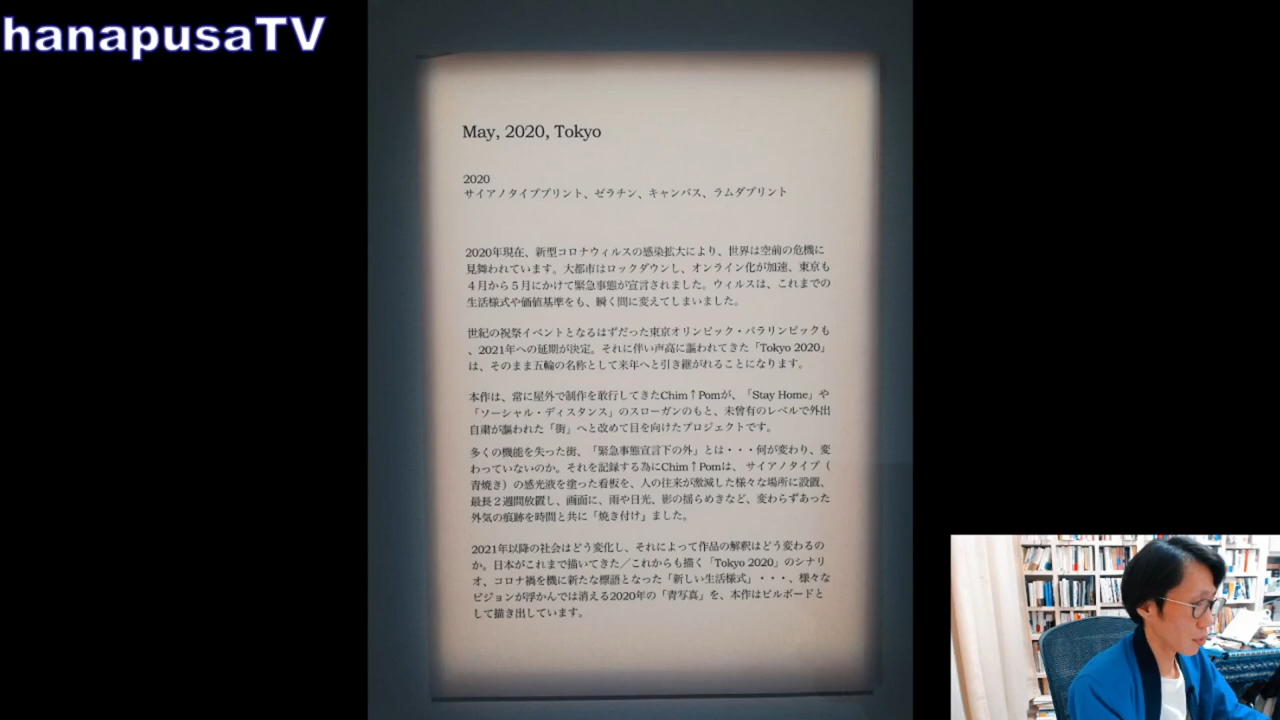 hanapusaTV
May, 2020, Tokyo
2020
サイアノタイププリント、ゼラチン、キャンバス、ラムダプリント
2020年現在、新型コロナウィルスの感染拡大により、世界は空前の危機に
見舞われています。大都市はロックダウンし、オンライン化が加速、東京も
４月から５月にかけて緊急事態が宣言されました。ウィルスは、これまでの
生活様式や価値基準をも、瞬く間に変えてしまいました。
世紀の祝祭イベントとなるはずだった東京オリンピック・パラリンピックも
、2021年への延期が決定。それに伴い声高に謳われてきた「Tokyo 2020」
は、そのまま五輪の名称として来年へと引き継がれることになります。
本作は、常に屋外で制作を敢行してきたChim↑Pomが、「Stay Home」や
「ソーシャル・ディスタンス」のスローガンのもと、未曾有のレベルで外出
自粛が謳われた「街」へと改めて目を向けたプロジェクトです。
多くの機能を失った街、「緊急事態宣言下の外」とは・・・何が変わり、変
わっていないのか。それを記録する為にChim↑Pomは、 サイアノタイプ（
青焼き）の感光液を塗った看板を、人の往来が激減した様々な場所に設置、
最長２週間放置し、画面に、雨や日光、影の揺らめきなど、変わらずあった
外気の痕跡を時間と共に「焼き付け」ました。
2021年以降の社会はどう変化し、それによって作品の解釈はどう変わるの
か。日本がこれまで描いてきた／これからも描く「Tokyo 2020」のシナリ
オ、コロナ禍を機に新たな標語となった「新しい生活様式」・・・、様々な
ビジョンが浮かんでは消える2020年の「青写真」を、本作はビルボードと
して描き出しています。